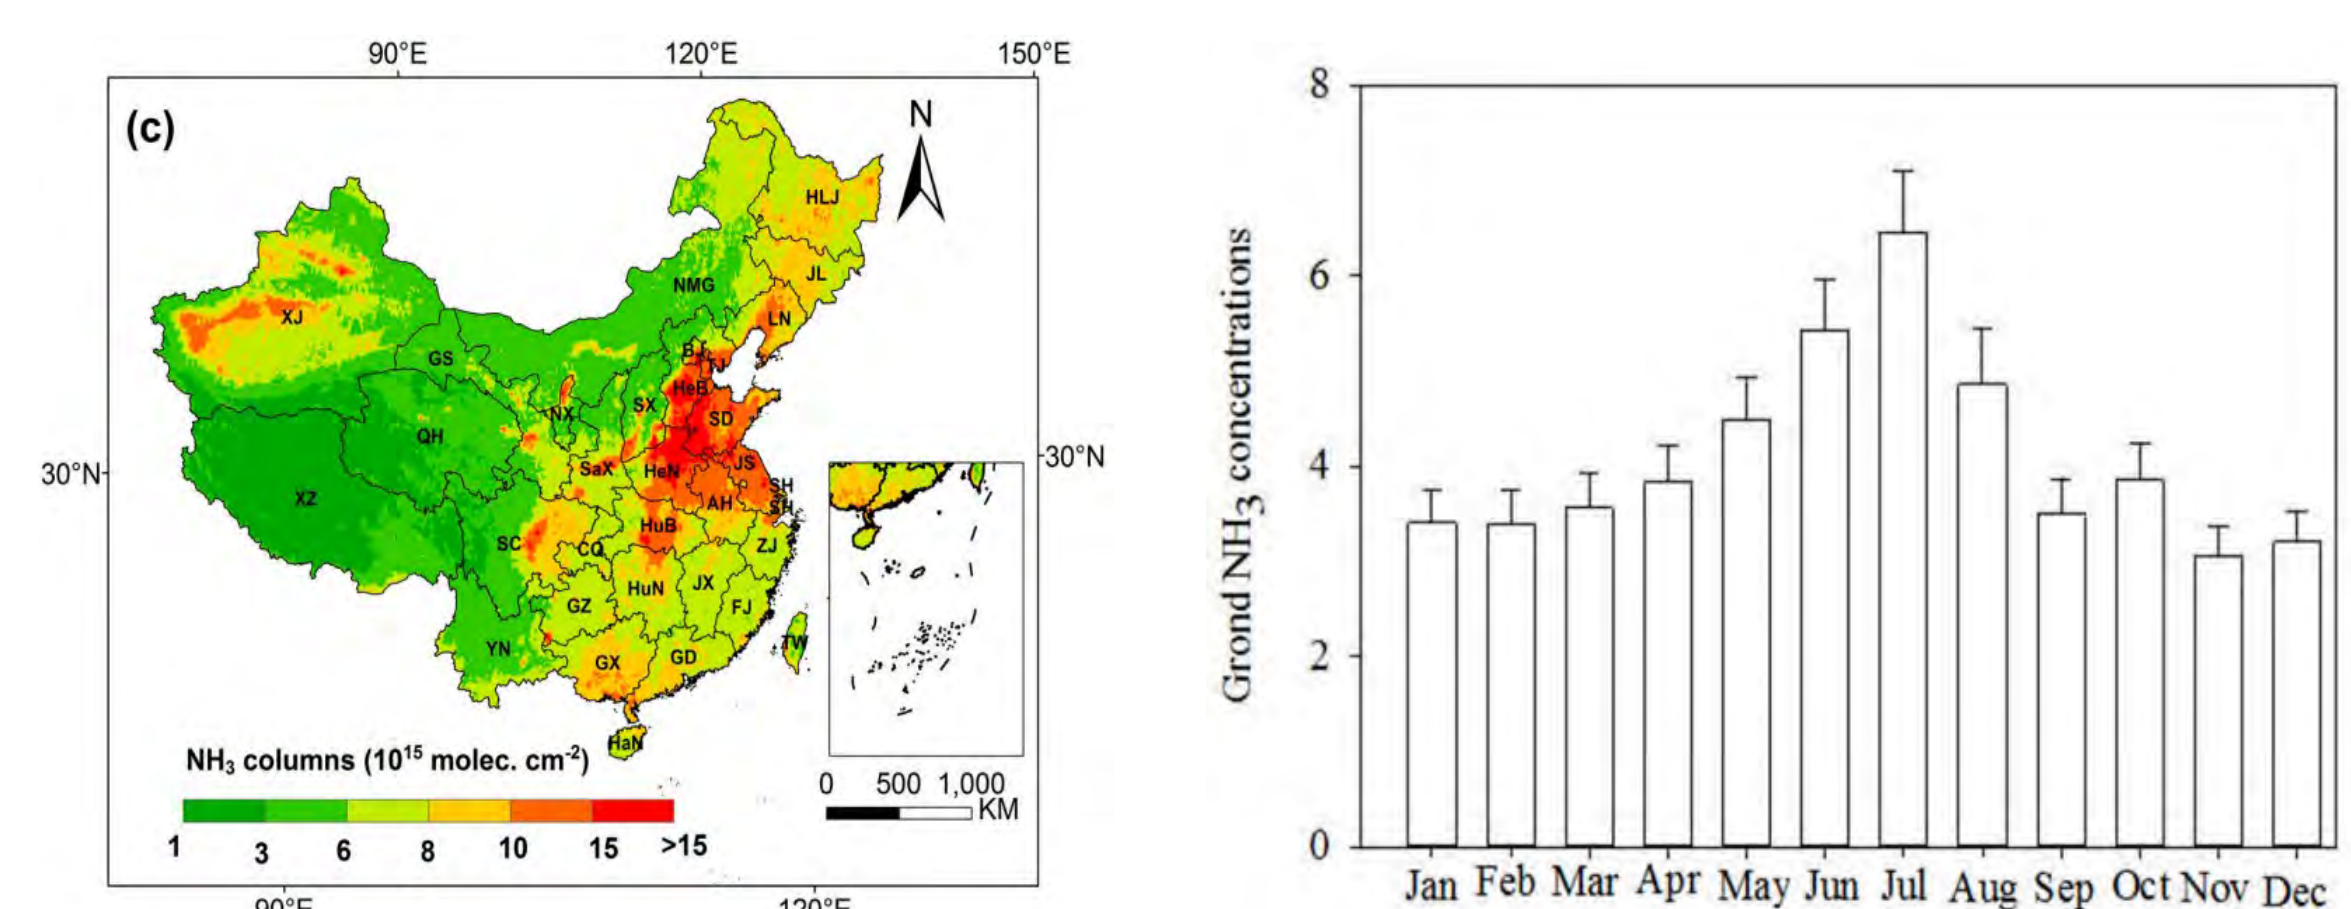 90°E 120°E 150°E
(c)
N
HLJ
JL
NMG
LN
XJ
GS
BJ
TJ
HeB
SX
SD
NX
QH
SaX
HeN
JS
30°N
30°N
XZ
AH
SH
SH
HuB
SC
CQ
ZJ
HuN
JX
GZ
FJ
YN
GX
GD
TW
HaN
NH3 columns (10^15 molec. cm^-2)
1 3 6 8 10 15 >15
0 500 1,000
KM
90°E 120°E
Grond NH3 concentrations
8
6
4
2
0
Jan Feb Mar Apr May Jun Jul Aug Sep Oct Nov Dec